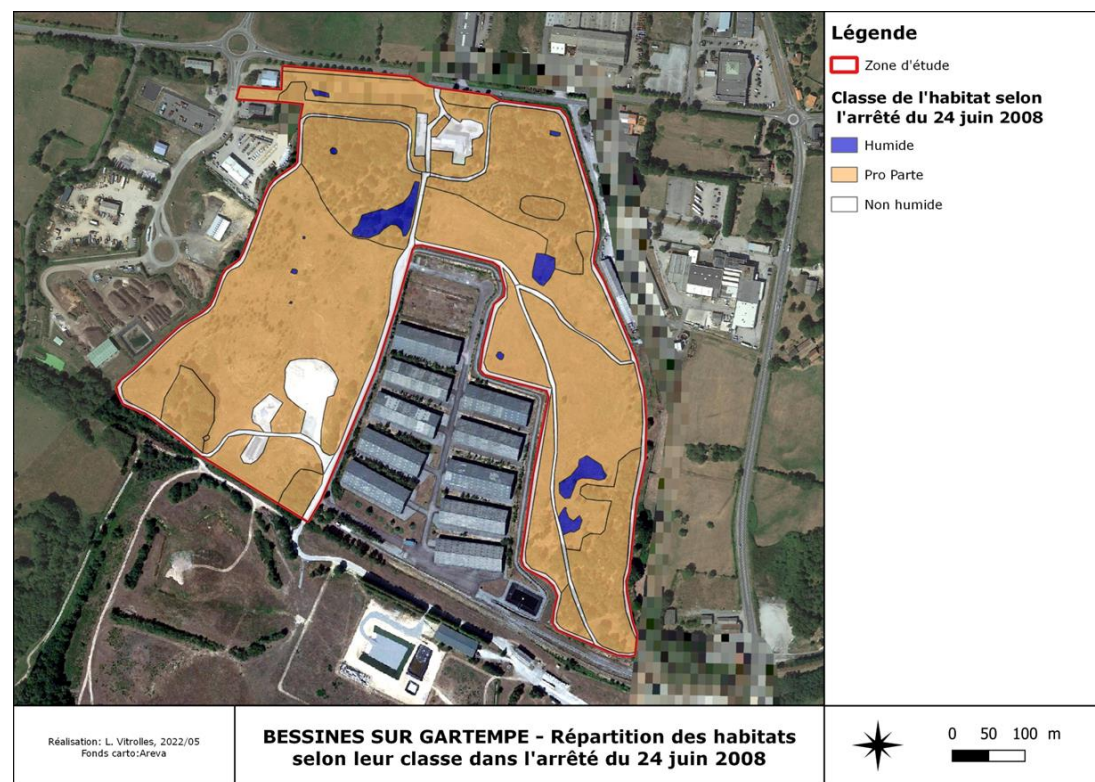 Légende
Zone d'étude
Classe de l'habitat selon
l'arrêté du 24 juin 2008
Humide
Pro Parte
Non humide
Réalisation: L. Vitrolles, 2022/05
Fonds carto:Areva
BESSINES SUR GARTEMPE - Répartition des habitats
selon leur classe dans l'arrêté du 24 juin 2008
0 50 100 m